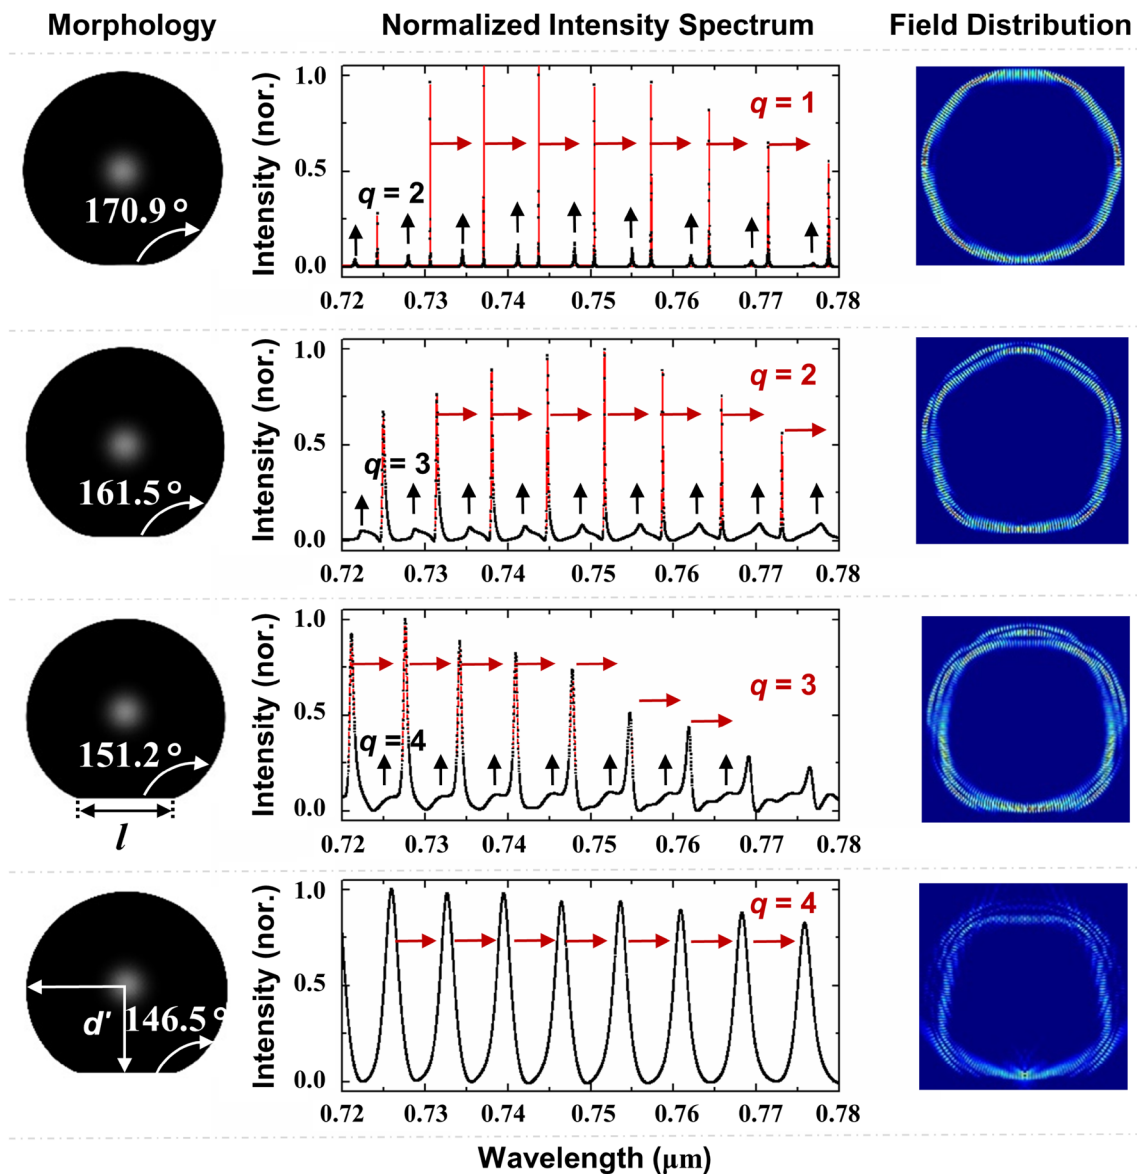 Morphology Normalized Intensity Spectrum Field Distribution
170.9 °
Intensity (nor.)
1.0
0.5
0.0
q = 1
q = 2
0.72 0.73 0.74 0.75 0.76 0.77 0.78
161.5 °
Intensity (nor.)
1.0
0.5
0.0
q = 2
q = 3
0.72 0.73 0.74 0.75 0.76 0.77 0.78
151.2 °
l
Intensity (nor.)
1.0
0.5
0.0
q = 3
q = 4
0.72 0.73 0.74 0.75 0.76 0.77 0.78
d' 146.5 °
Intensity (nor.)
1.0
0.5
0.0
q = 4
0.72 0.73 0.74 0.75 0.76 0.77 0.78
Wavelength (μm)